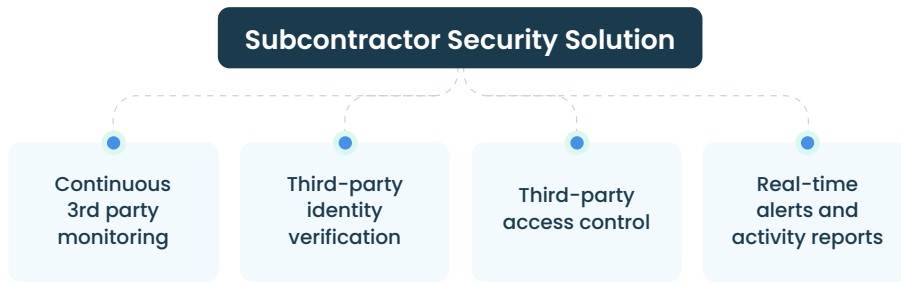 Subcontractor Security Solution
Continuous
3rd party
monitoring
Third-party
identity
verification
Third-party
access control
Real-time
alerts and
activity reports